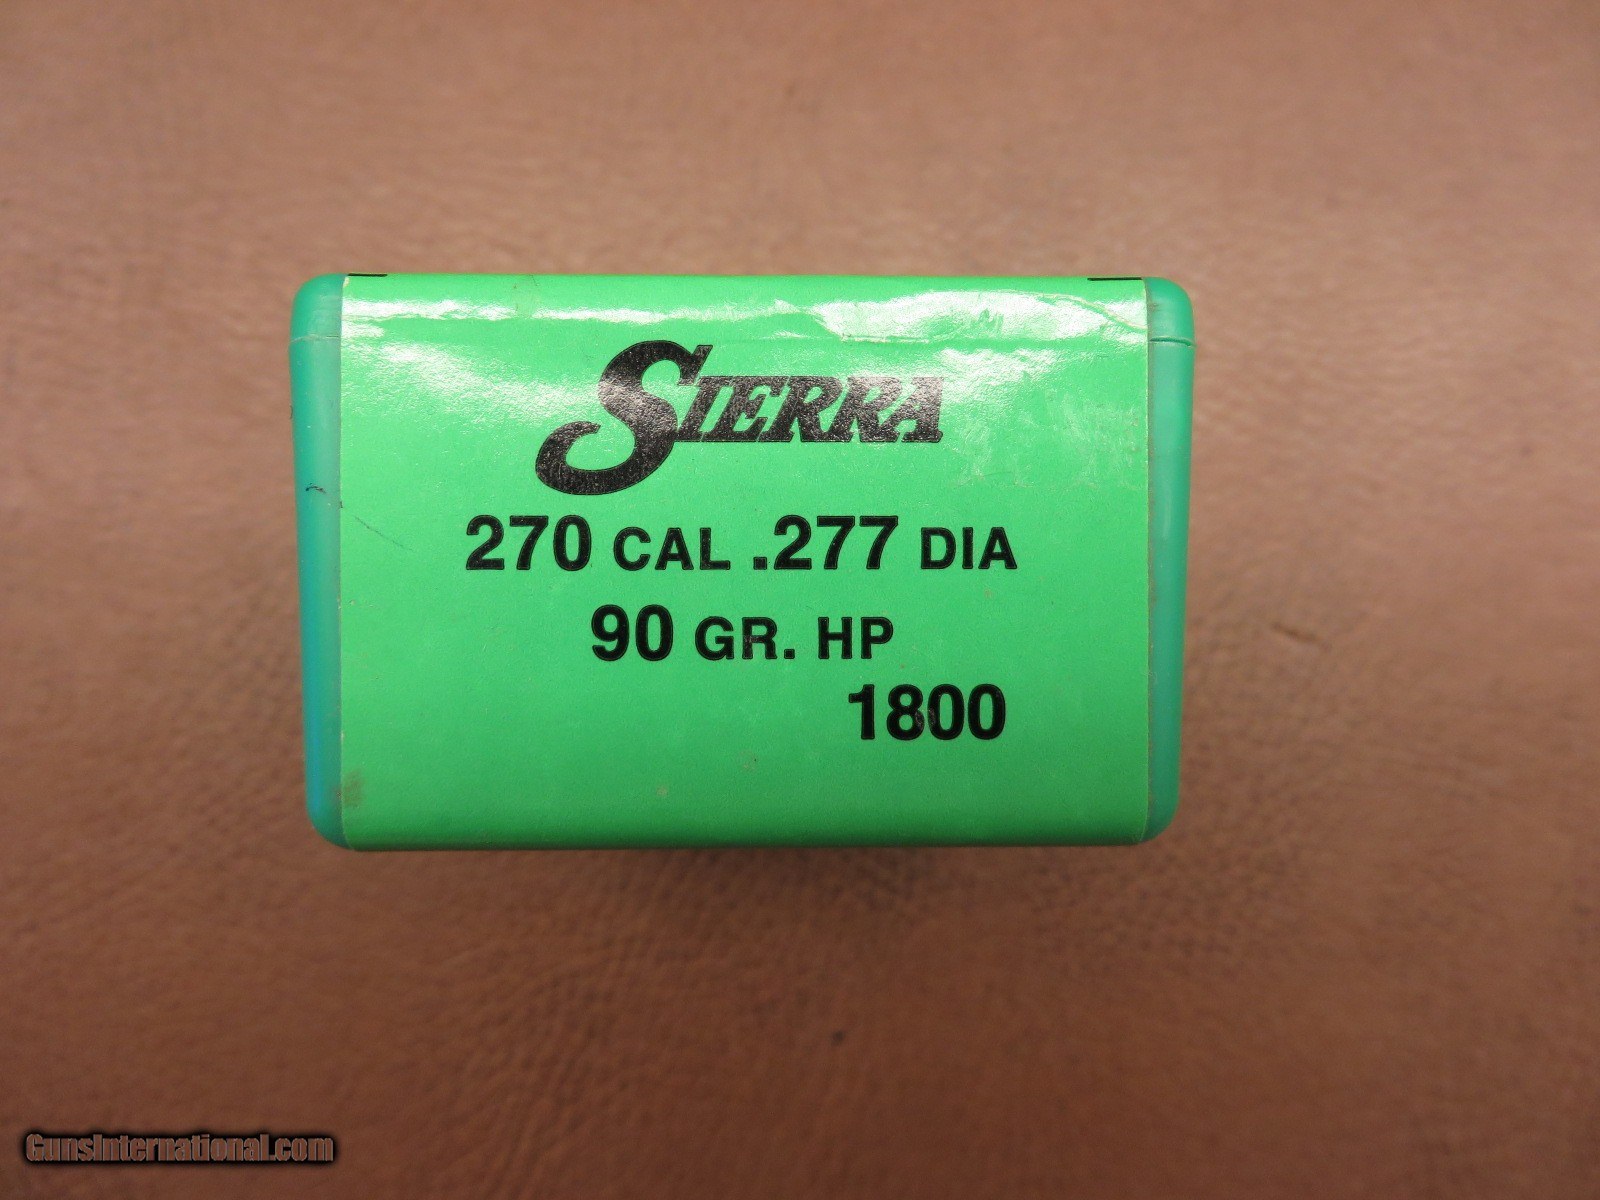 SIERRA
270 CAL .277 DIA
90 GR. HP
1800
GunsInternational.com